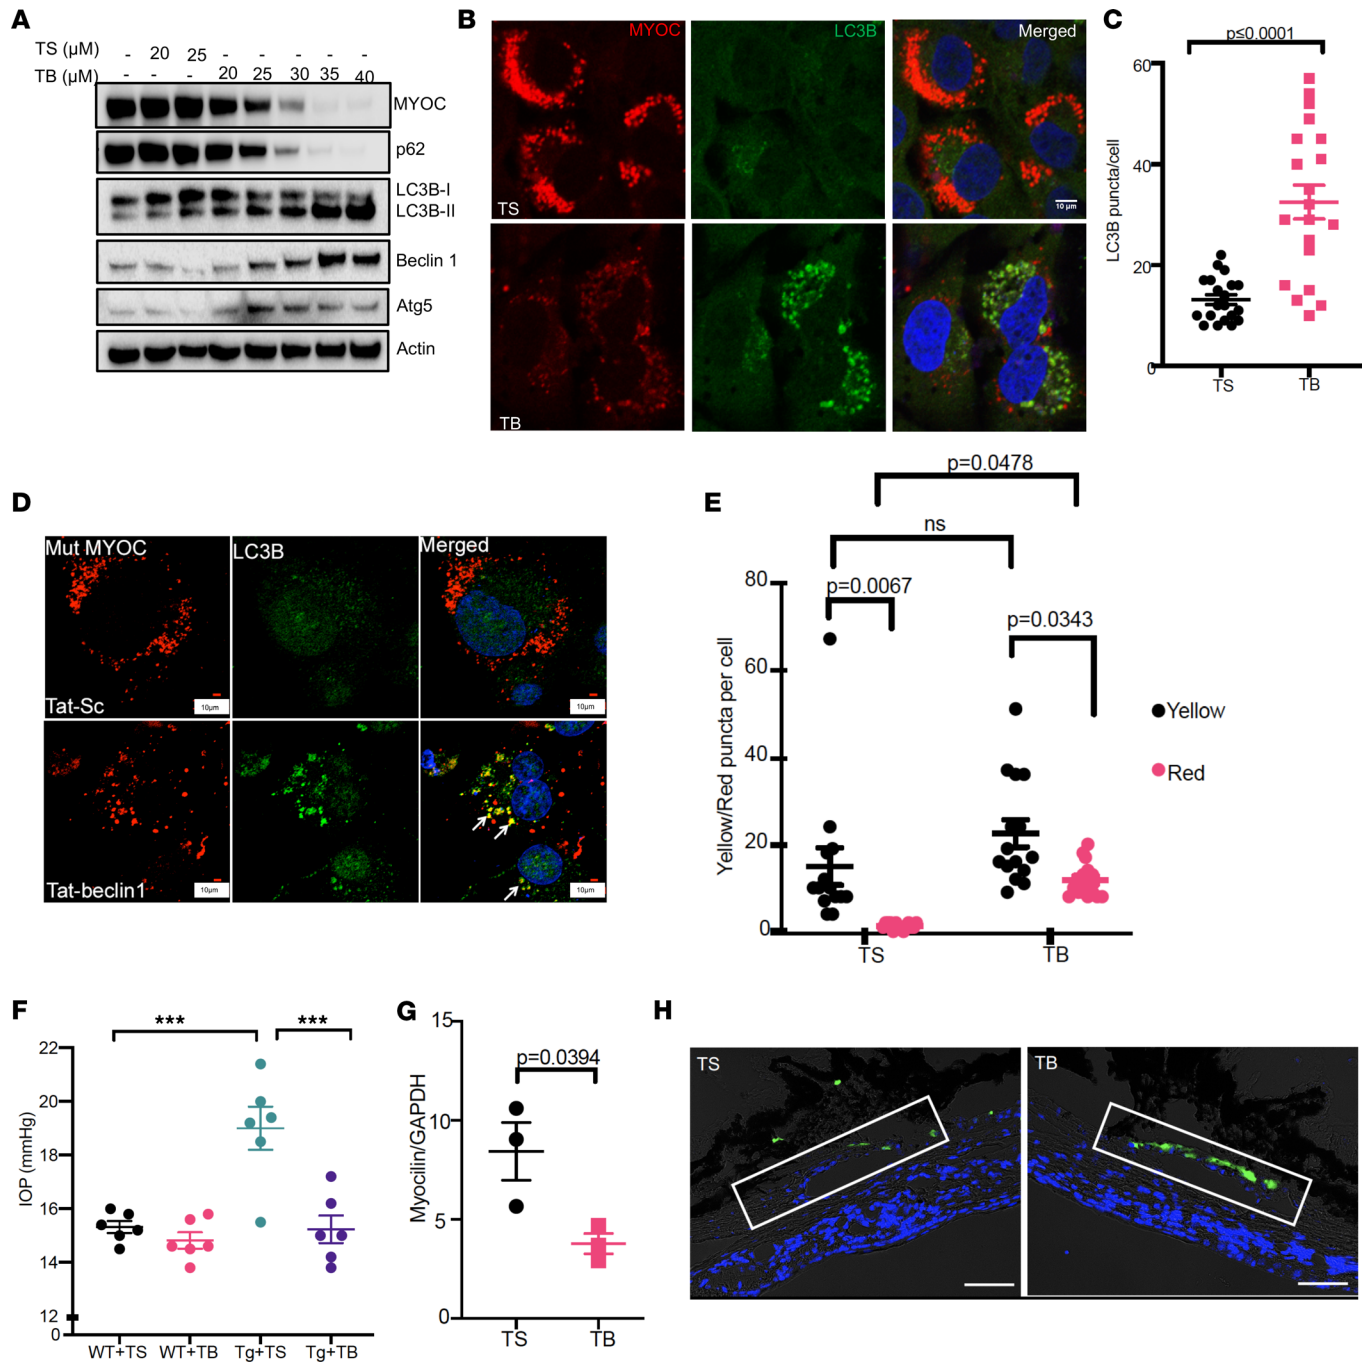 A
TS (µM) - 20 25 - - - - -
TB (µM) - - - 20 25 30 35 40
MYOC
p62
LC3B-I
LC3B-II
Beclin 1
Atg5
Actin
B
MYOC LC3B Merged
TS
10 µm
TB
C
p≤0.0001
LC3B puncta/cell
60
40
20
0
TS TB
D
Mut MYOC LC3B Merged
Tat-Sc
10µm 10µm
Tat-beclin1
10µm 10µm
E
p=0.0478
ns
p=0.0067
p=0.0343
Yellow/Red puncta per cell
80
60
40
20
0
TS TB
Yellow
Red
F
*** ***
IOP (mmHg)
22
20
18
16
14
12
0
WT+TS WT+TB Tg+TS Tg+TB
G
p=0.0394
Myocilin/GAPDH
15
10
5
0
TS TB
H
TS TB